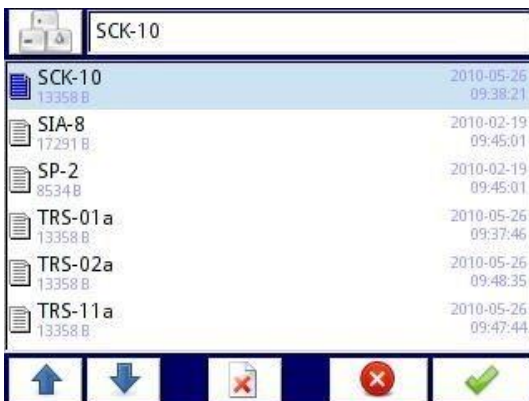 SCK-10
SCK-10 2010-05-26
13358 B 09:38:21
SIA-8 2010-02-19
17291 B 09:45:01
SP-2 2010-02-19
8534 B 09:45:01
TRS-01a 2010-05-26
13358 B 09:37:46
TRS-02a 2010-05-26
13358 B 09:48:35
TRS-11a 2010-05-26
13358 B 09:47:44